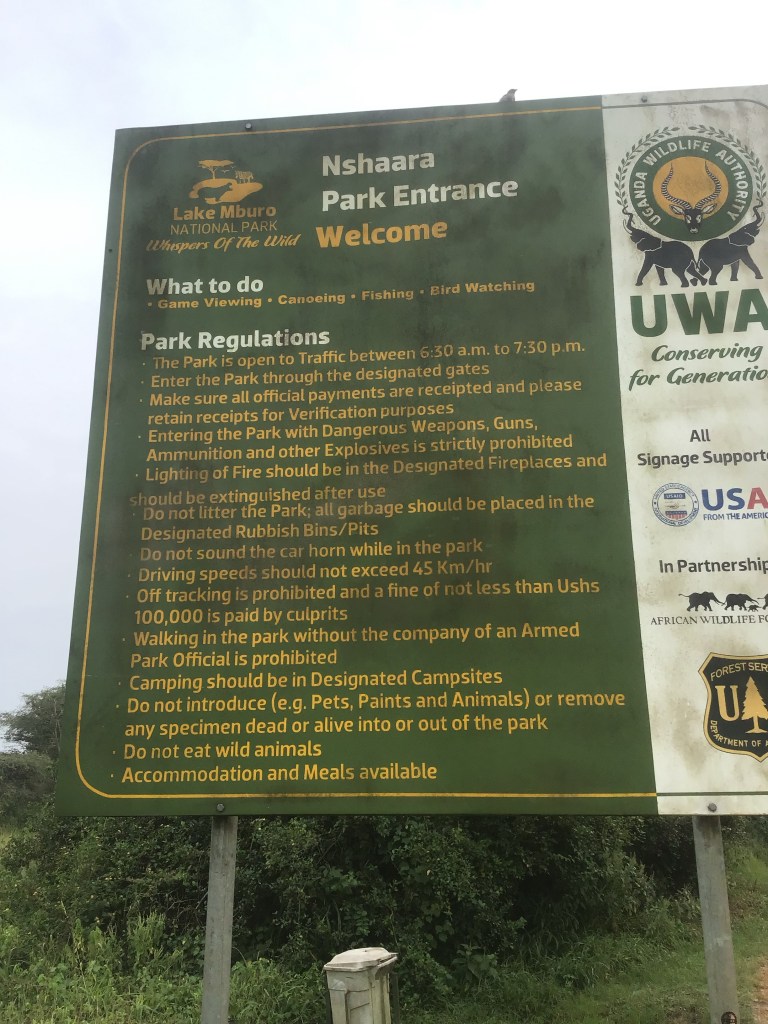 Lake Mburo
NATIONAL PARK
Whispers Of The Wild
Nshaara
Park Entrance
Welcome
What to do
• Game Viewing • Canoeing • Fishing • Bird Watching
Park Regulations
· The Park is open to Traffic between 6:30 a.m. to 7:30 p.m.
· Enter the Park through the designated gates
· Make sure all official payments are receipted and please
retain receipts for Verification purposes
· Entering the Park with Dangerous Weapons, Guns,
Ammunition and other Explosives is strictly prohibited
· Lighting of Fire should be in the Designated Fireplaces and
should be extinguished after use
· Do not litter the Park; all garbage should be placed in the
Designated Rubbish Bins/Pits
· Do not sound the car horn while in the park
· Driving speeds should not exceed 45 Km/hr
· Off tracking is prohibited and a fine of not less than Ushs
100,000 is paid by culprits
· Walking in the park without the company of an Armed
Park Official is prohibited
· Camping should be in Designated Campsites
· Do not introduce (e.g. Pets, Paints and Animals) or remove
any specimen dead or alive into or out of the park
· Do not eat wild animals
· Accommodation and Meals available
UGANDA WILDLIFE AUTHORITY
UWA
Conserving
for Generatio
All
Signage Supporte
USA
FROM THE AMERICA
In Partnership
AFRICAN WILDLIFE FO
FOREST SER
U
DEPARTMENT OF A